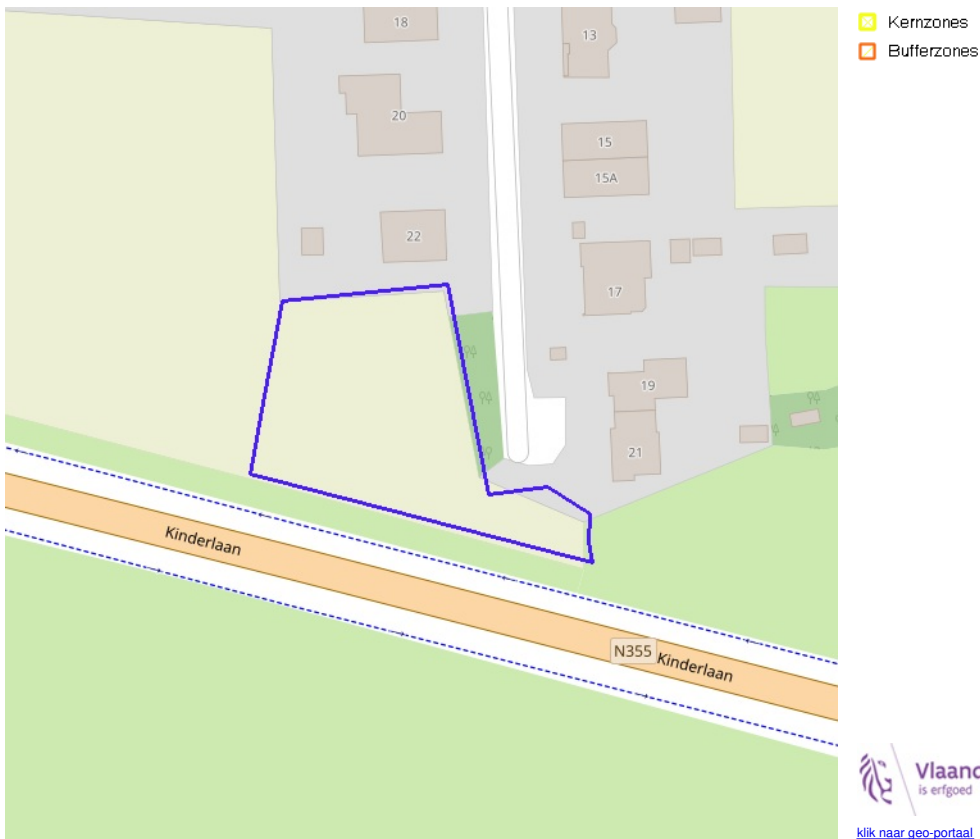 18
13
20
15
15A
22
17
19
21
Kinderlaan
N355
Kinderlaan
Kernzones
Bufferzones
Vlaand
is erfgoed
klik naar geo-portaal